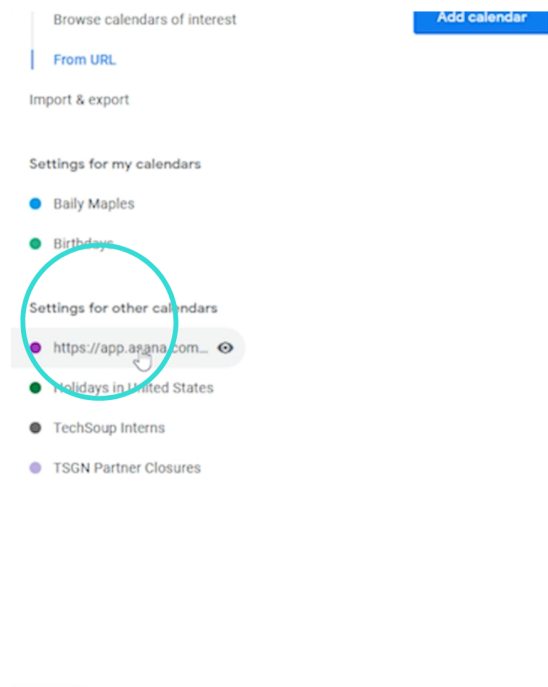 Browse calendars of interest
Add calendar
From URL
Import & export
Settings for my calendars
Baily Maples
Birthdays
Settings for other calendars
https://app.asana.com...
Holidays in United States
TechSoup Interns
TSGN Partner Closures